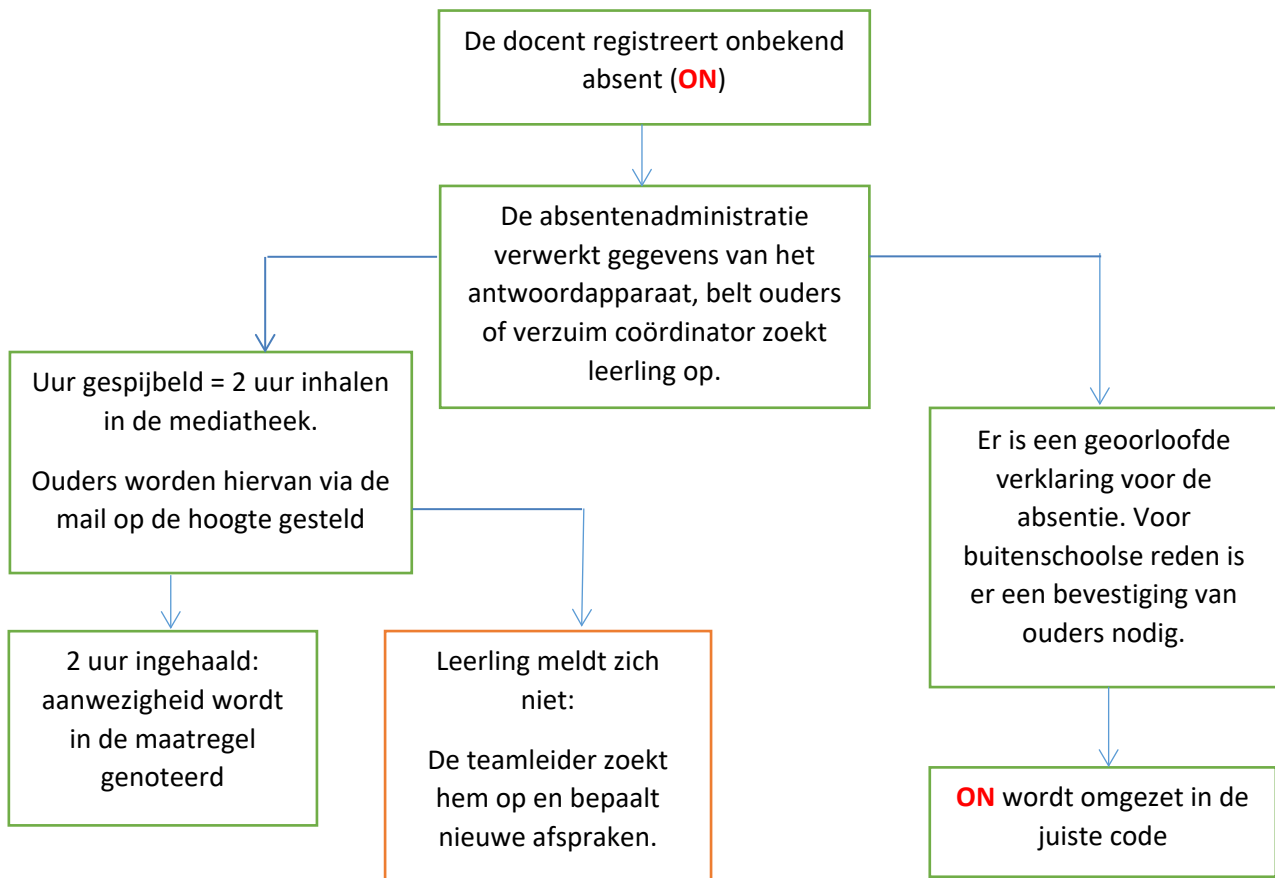 De docent registreert onbekend
absent (ON)
De absentenadministratie
verwerkt gegevens van het
antwoordapparaat, belt ouders
of verzuim coördinator zoekt
leerling op.
Uur gespijbeld = 2 uur inhalen
in de mediatheek.
Ouders worden hiervan via de
mail op de hoogte gesteld
Er is een geoorloofde
verklaring voor de
absentie. Voor
buitenschoolse reden is
er een bevestiging van
ouders nodig.
2 uur ingehaald:
aanwezigheid wordt
in de maatregel
genoteerd
Leerling meldt zich
niet:
De teamleider zoekt
hem op en bepaalt
nieuwe afspraken.
ON wordt omgezet in de
juiste code